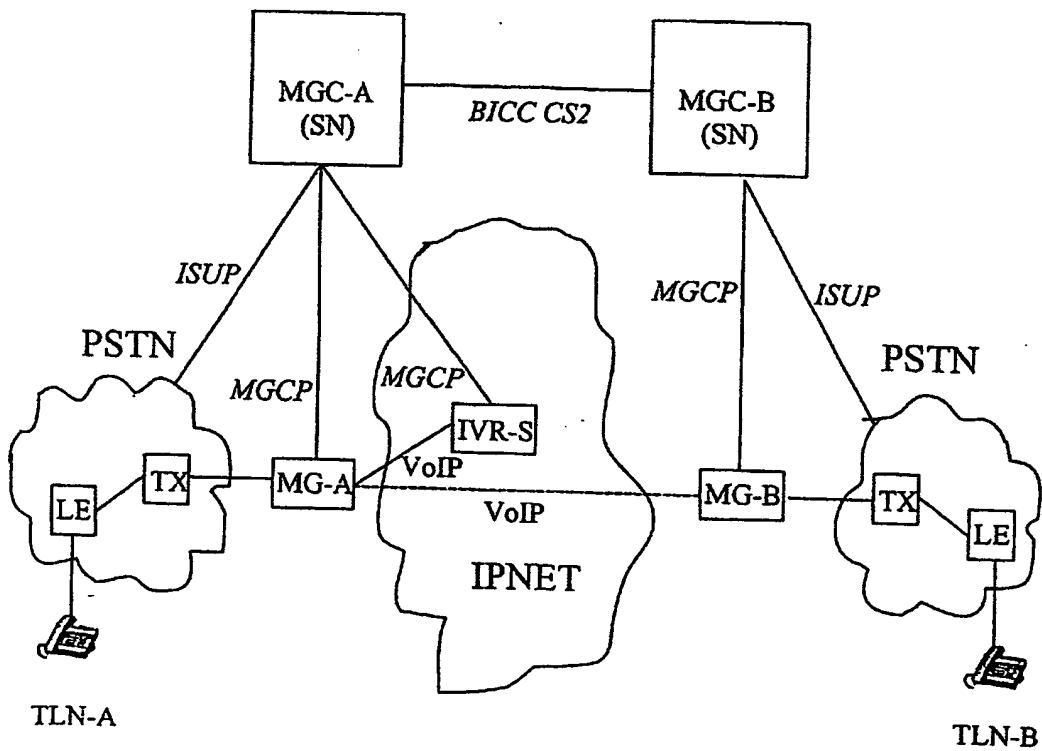 MGC-A
(SN)
BICC CS2
MGC-B
(SN)
ISUP
MGCP
ISUP
PSTN
PSTN
MGCP
MGCP
IVR-S
TX
MG-A
VoIP
VoIP
MG-B
TX
LE
LE
IPNET
TLN-A
TLN-B